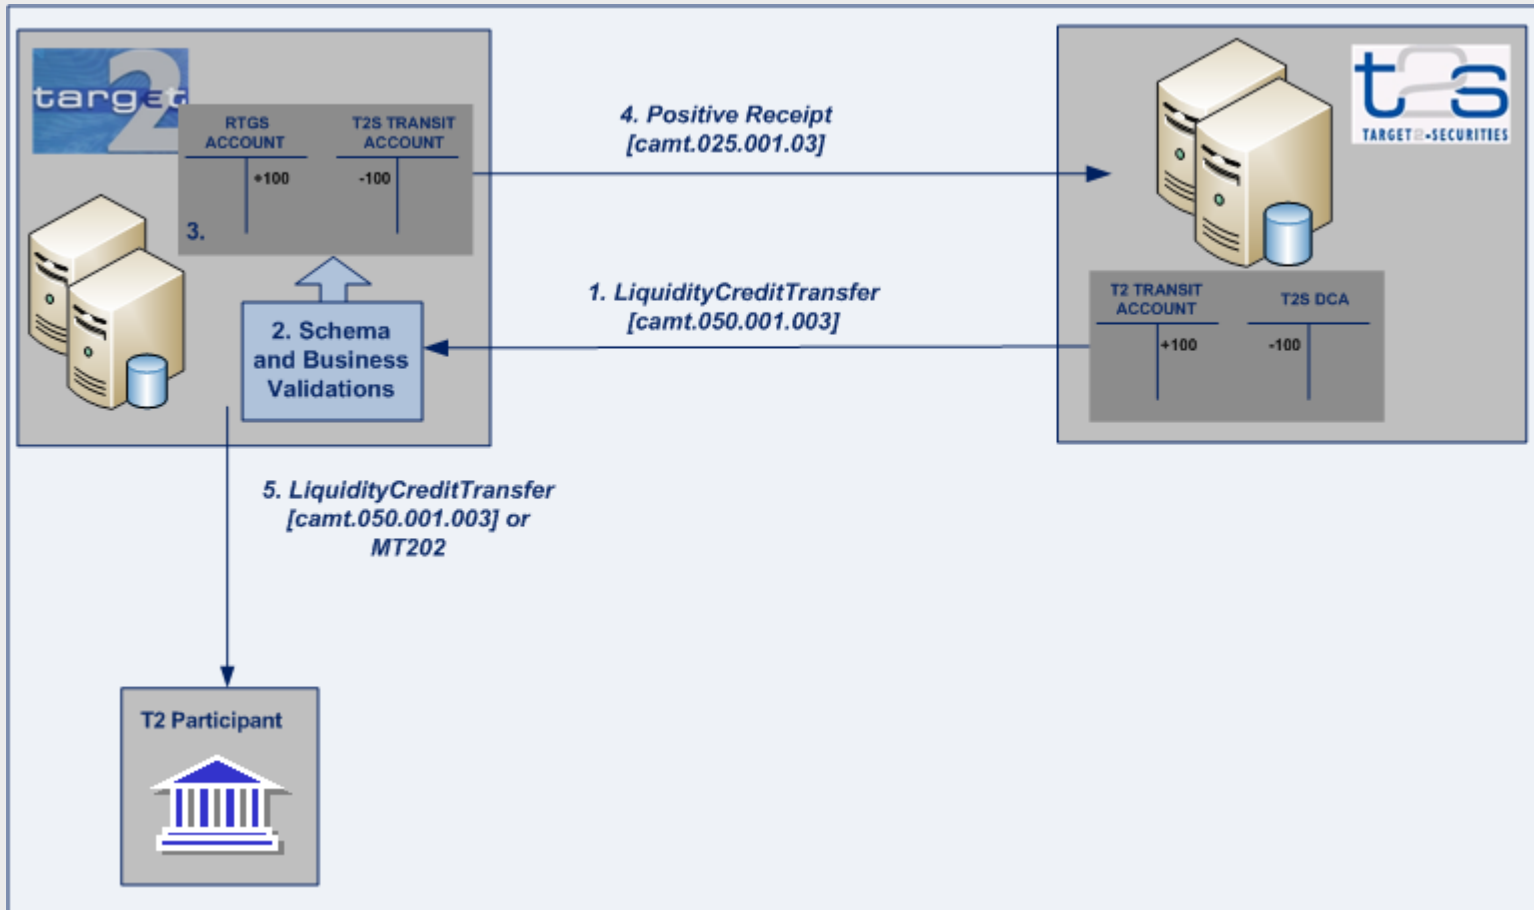 target
2
RTGS
ACCOUNT
T2S TRANSIT
ACCOUNT
+100
-100
3.
2. Schema
and Business
Validations
4. Positive Receipt
[camt.025.001.03]
1. LiquidityCreditTransfer
[camt.050.001.003]
t2s
TARGET2-SECURITIES
T2 TRANSIT
ACCOUNT
T2S DCA
+100
-100
5. LiquidityCreditTransfer
[camt.050.001.003] or
MT202
T2 Participant